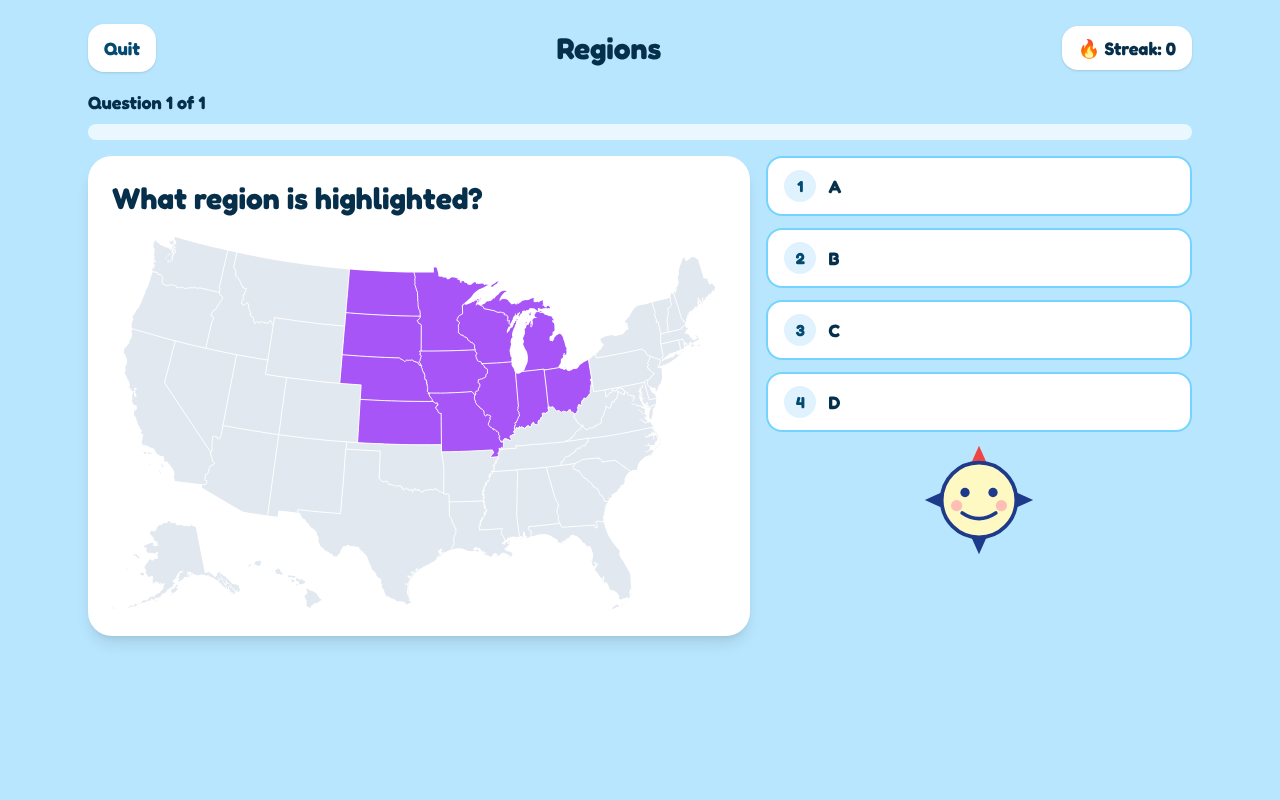 Quit
Regions
🔥 Streak: 0
Question 1 of 1
What region is highlighted?
1 A
2 B
3 C
4 D